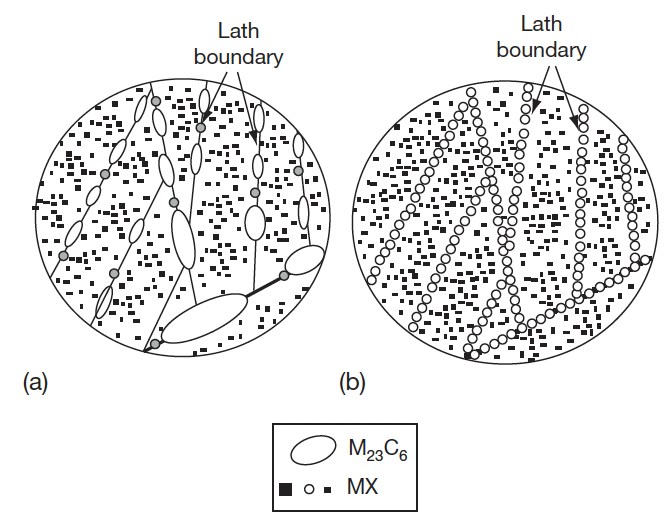 Lath
boundary
Lath
boundary
(a)
(b)
M₂₃C₆
MX